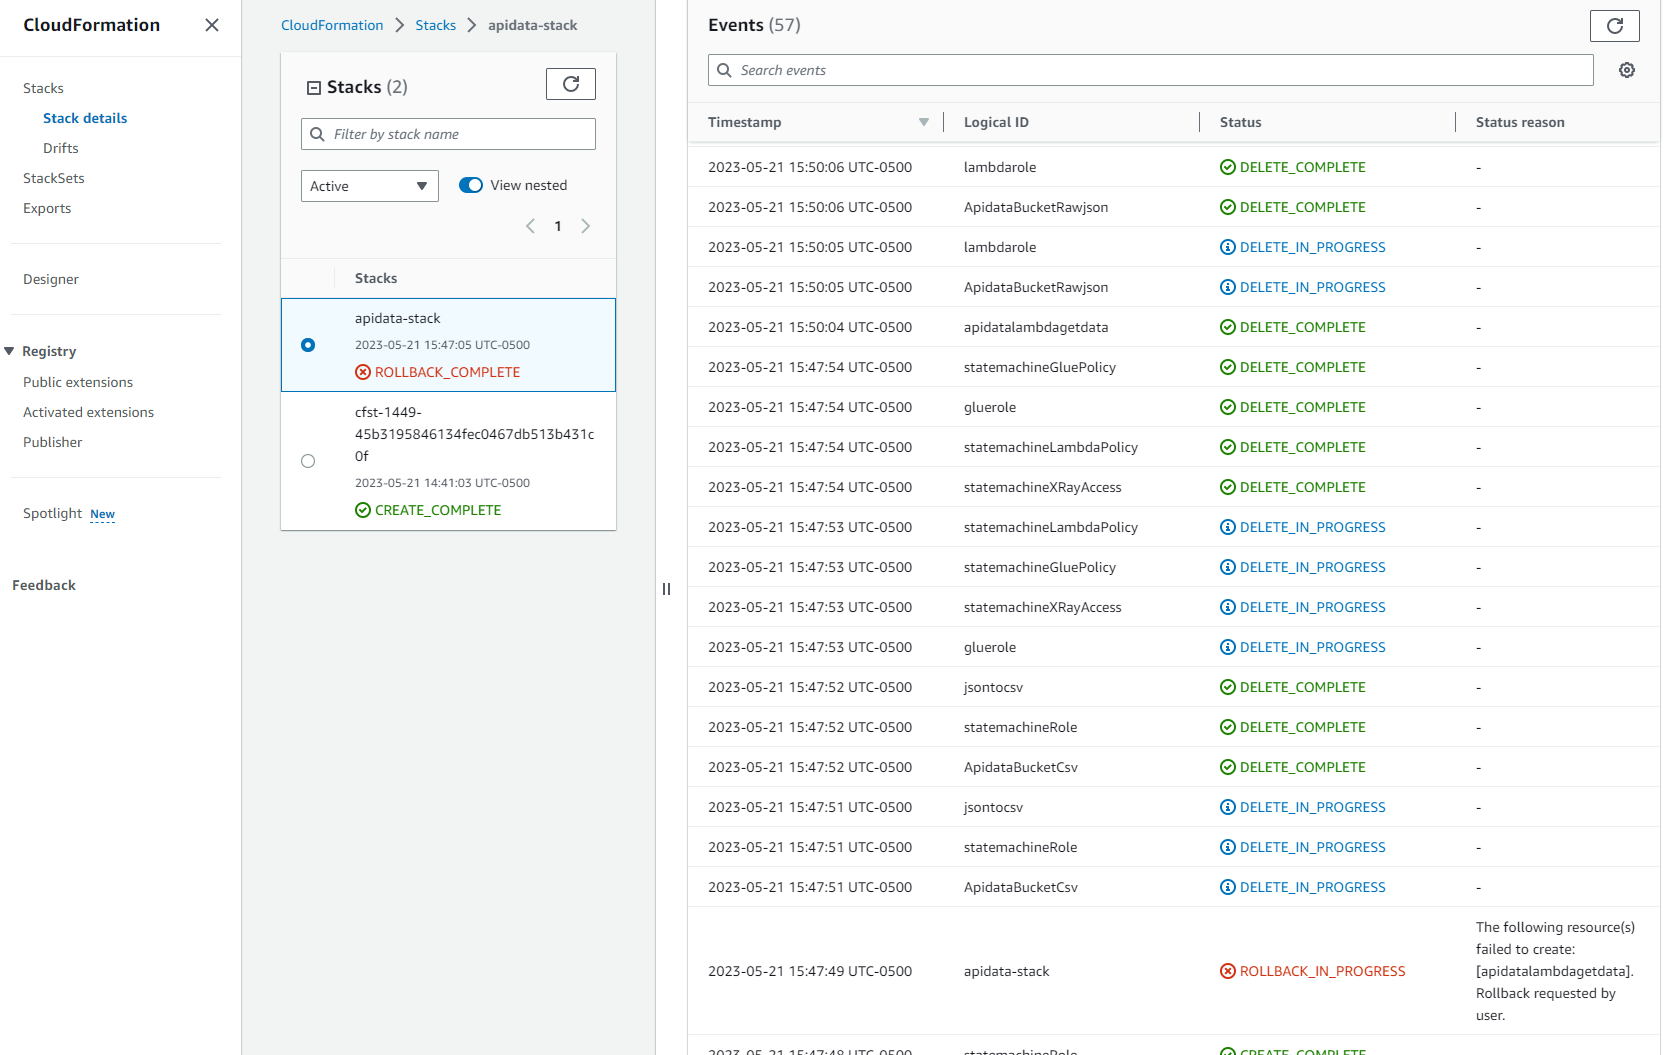 CloudFormation
Stacks
Stack details
Drifts
StackSets
Exports
Designer
Registry
Public extensions
Activated extensions
Publisher
Spotlight New
Feedback
CloudFormation > Stacks > apidata-stack
Stacks (2)
Filter by stack name
Active
View nested
1
Stacks
apidata-stack
2023-05-21 15:47:05 UTC-0500
ROLLBACK_COMPLETE
cfst-1449-
45b3195846134fec0467db513b431c
0f
2023-05-21 14:41:03 UTC-0500
CREATE_COMPLETE
Events (57)
Search events
Timestamp Logical ID Status Status reason
2023-05-21 15:50:06 UTC-0500 lambdarole DELETE_COMPLETE -
2023-05-21 15:50:06 UTC-0500 ApidataBucketRawjson DELETE_COMPLETE -
2023-05-21 15:50:05 UTC-0500 lambdarole DELETE_IN_PROGRESS -
2023-05-21 15:50:05 UTC-0500 ApidataBucketRawjson DELETE_IN_PROGRESS -
2023-05-21 15:50:04 UTC-0500 apidatalambdagetdata DELETE_COMPLETE -
2023-05-21 15:47:54 UTC-0500 statemachineGluePolicy DELETE_COMPLETE -
2023-05-21 15:47:54 UTC-0500 gluerole DELETE_COMPLETE -
2023-05-21 15:47:54 UTC-0500 statemachineLambdaPolicy DELETE_COMPLETE -
2023-05-21 15:47:54 UTC-0500 statemachineXRayAccess DELETE_COMPLETE -
2023-05-21 15:47:53 UTC-0500 statemachineLambdaPolicy DELETE_IN_PROGRESS -
2023-05-21 15:47:53 UTC-0500 statemachineGluePolicy DELETE_IN_PROGRESS -
2023-05-21 15:47:53 UTC-0500 statemachineXRayAccess DELETE_IN_PROGRESS -
2023-05-21 15:47:53 UTC-0500 gluerole DELETE_IN_PROGRESS -
2023-05-21 15:47:52 UTC-0500 jsontocsv DELETE_COMPLETE -
2023-05-21 15:47:52 UTC-0500 statemachineRole DELETE_COMPLETE -
2023-05-21 15:47:52 UTC-0500 ApidataBucketCsv DELETE_COMPLETE -
2023-05-21 15:47:51 UTC-0500 jsontocsv DELETE_IN_PROGRESS -
2023-05-21 15:47:51 UTC-0500 statemachineRole DELETE_IN_PROGRESS -
2023-05-21 15:47:51 UTC-0500 ApidataBucketCsv DELETE_IN_PROGRESS -
2023-05-21 15:47:49 UTC-0500 apidata-stack ROLLBACK_IN_PROGRESS
The following resource(s)
failed to create:
[apidatalambdagetdata].
Rollback requested by
user.
2023-05-21 15:47:48 UTC-0500 statemachineRole CREATE_COMPLETE